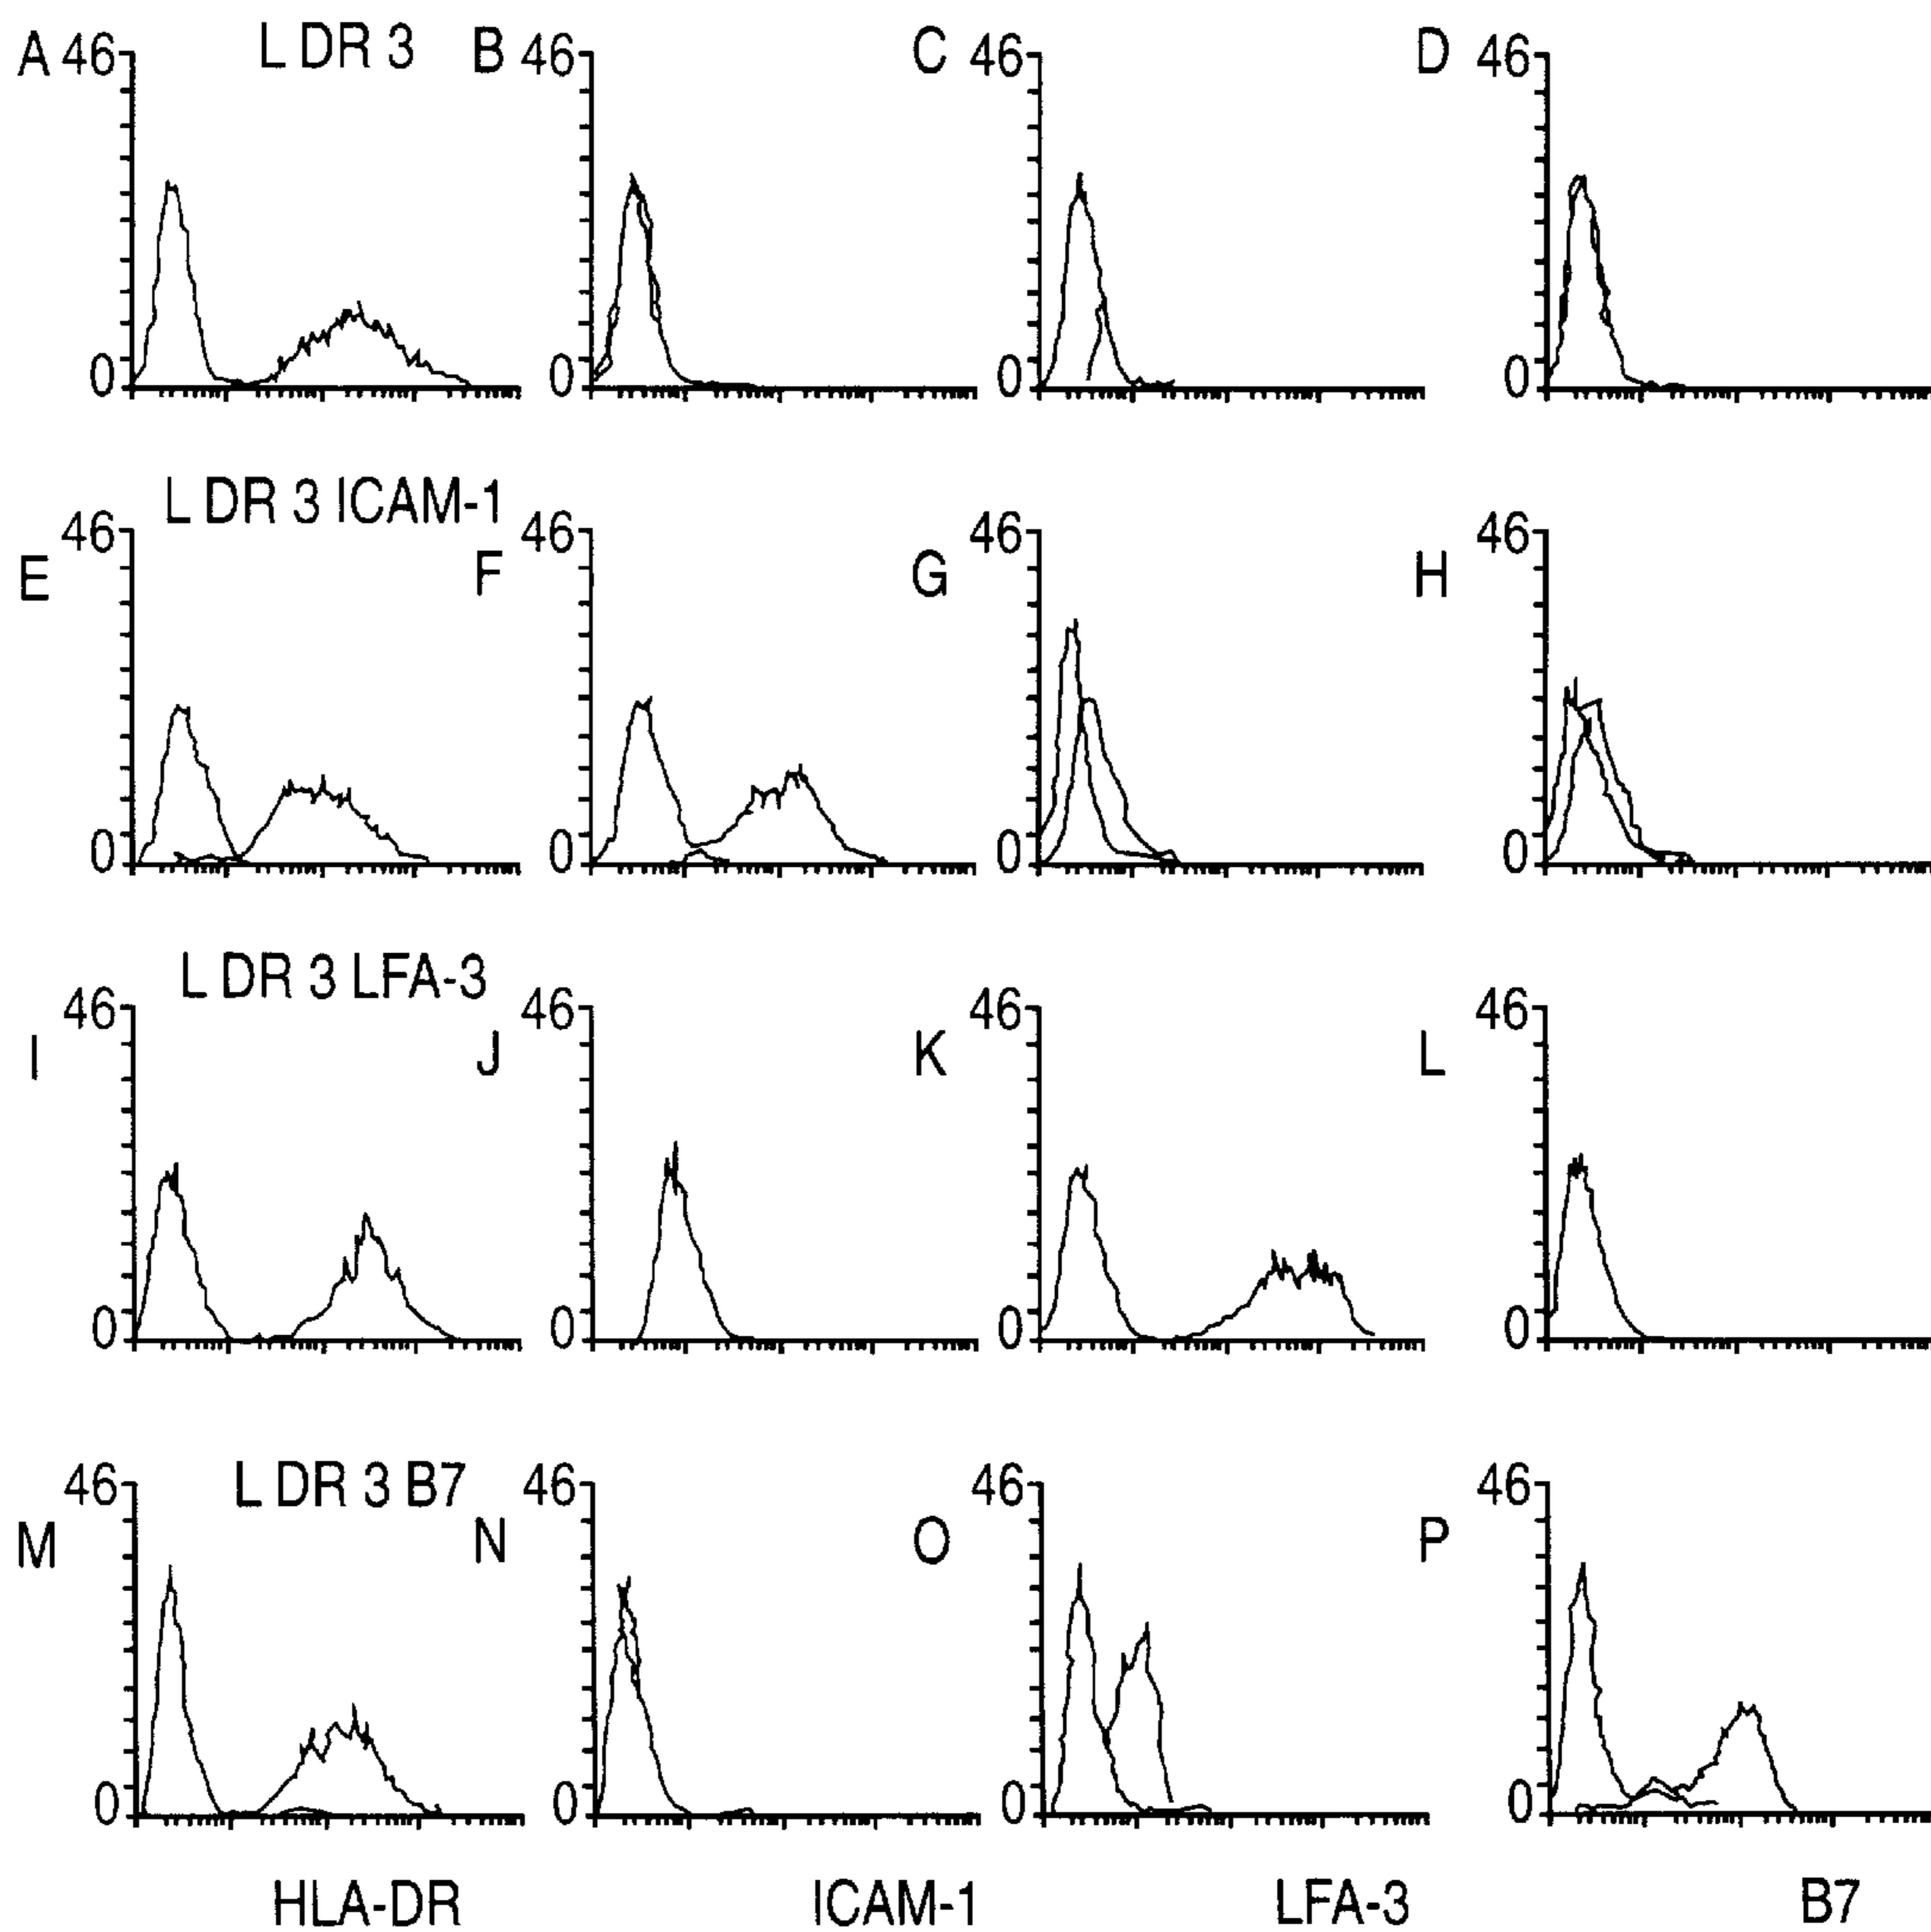 A 46 L DR 3 B 46 C 46 D 46
0 0 0 0
L DR 3 ICAM-1
46 46 46 46
E F G H
0 0 0 0
L DR 3 LFA-3
46 46 46 46
I J K L
0 0 0 0
46 L DR 3 B7 46 46 46
M N O P
0 0 0 0
HLA-DR ICAM-1 LFA-3 B7